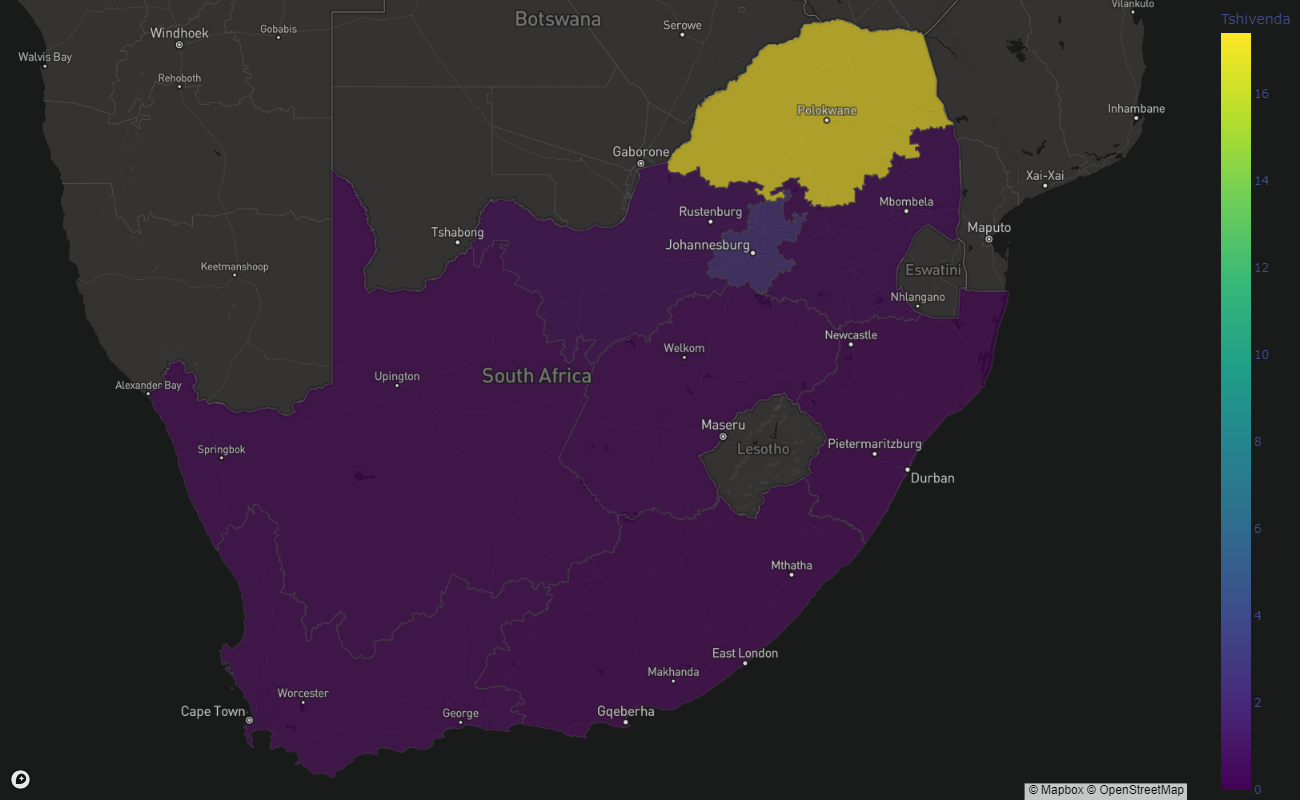 Botswana
Vilankulo
Tshivenda
Serowe
Windhoek
Gobabis
Walvis Bay
Rehoboth
16
Polokwane
Inhambane
Gaborone
Xai-Xai
14
Rustenburg
Mbombela
Tshabong
Maputo
Johannesburg
Keetmanshoop
Eswatini
12
Nhlangano
Newcastle
Welkom
10
South Africa
Upington
Alexander Bay
Maseru
Pietermaritzburg
8
Springbok
Lesotho
Durban
6
Mthatha
4
East London
Makhanda
Worcester
2
Cape Town
George
Gqeberha
0
© Mapbox © OpenStreetMap